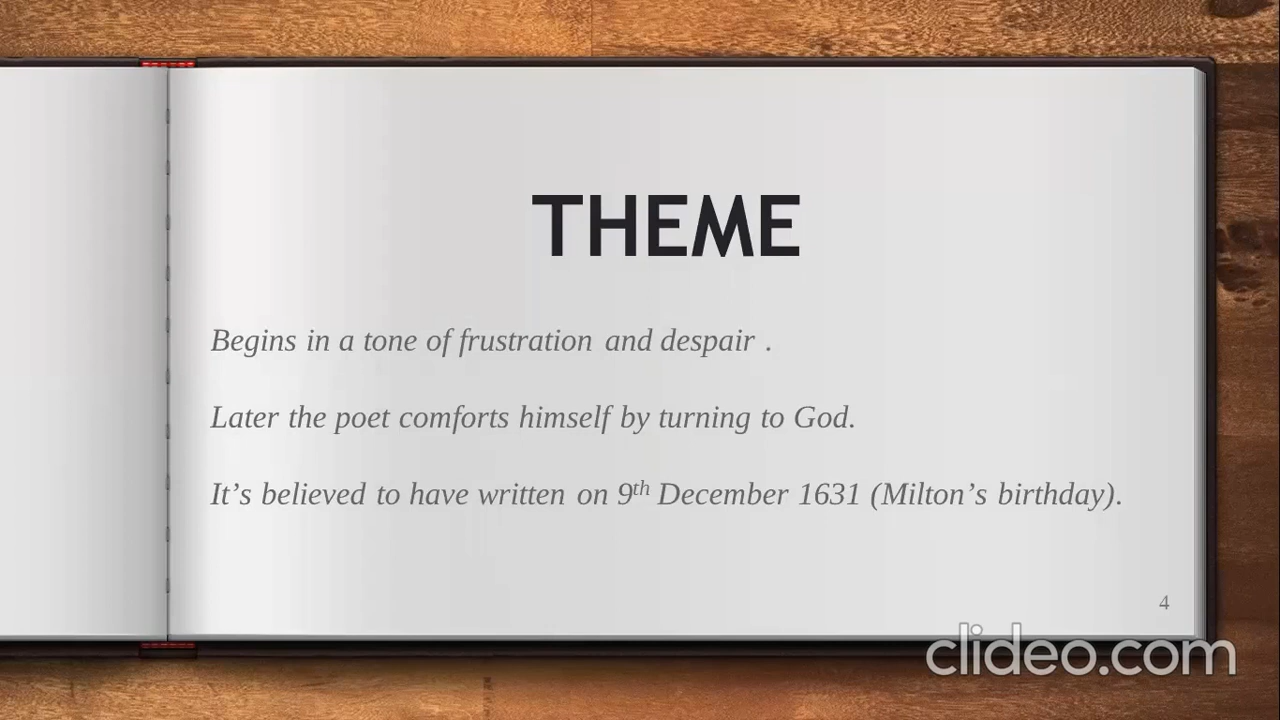 THEME
Begins in a tone of frustration and despair .
Later the poet comforts himself by turning to God.
It’s believed to have written on 9th December 1631 (Milton’s birthday).
4
clideo.com